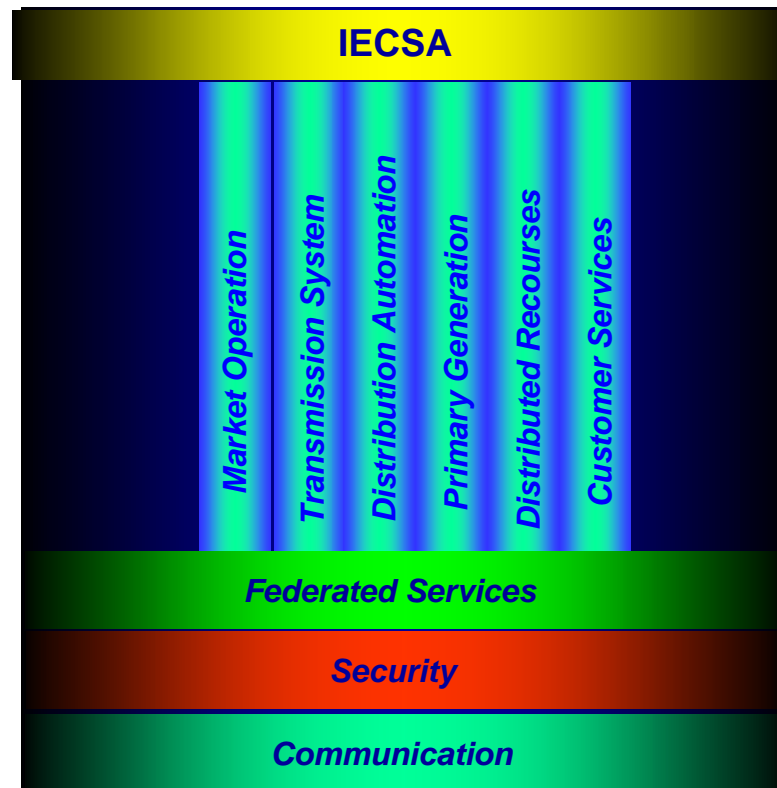 IECSA
Market Operation
Transmission System
Distribution Automation
Primary Generation
Distributed Recourses
Customer Services
Federated Services
Security
Communication